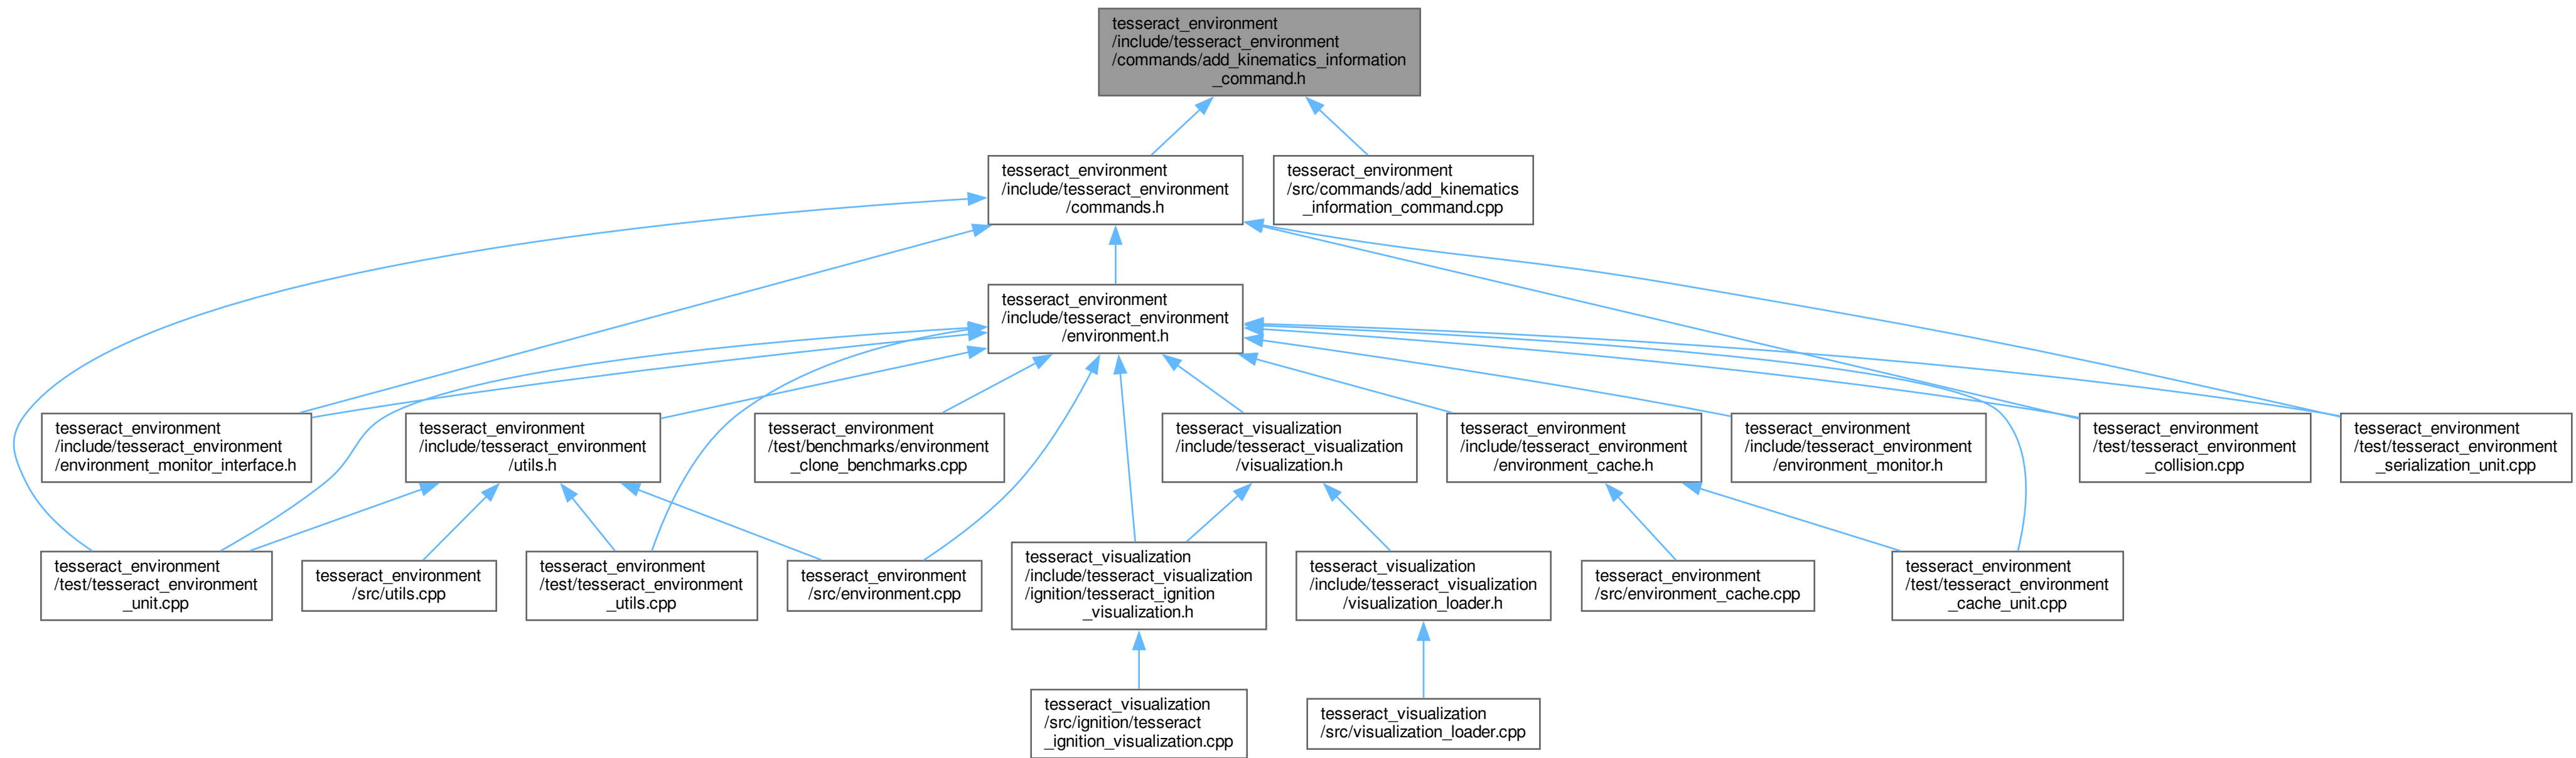 tesseract_environment
/include/tesseract_environment
/commands/add_kinematics_information
_command.h
tesseract_environment
/include/tesseract_environment
/commands.h
tesseract_environment
/src/commands/add_kinematics
_information_command.cpp
tesseract_environment
/include/tesseract_environment
/environment.h
tesseract_environment
/include/tesseract_environment
/environment_monitor_interface.h
tesseract_environment
/include/tesseract_environment
/utils.h
tesseract_environment
/test/benchmarks/environment
_clone_benchmarks.cpp
tesseract_visualization
/include/tesseract_visualization
/visualization.h
tesseract_environment
/include/tesseract_environment
/environment_cache.h
tesseract_environment
/include/tesseract_environment
/environment_monitor.h
tesseract_environment
/test/tesseract_environment
_collision.cpp
tesseract_environment
/test/tesseract_environment
_serialization_unit.cpp
tesseract_environment
/test/tesseract_environment
_unit.cpp
tesseract_environment
/src/utils.cpp
tesseract_environment
/test/tesseract_environment
_utils.cpp
tesseract_environment
/src/environment.cpp
tesseract_visualization
/include/tesseract_visualization
/ignition/tesseract_ignition
_visualization.h
tesseract_visualization
/include/tesseract_visualization
/visualization_loader.h
tesseract_environment
/src/environment_cache.cpp
tesseract_environment
/test/tesseract_environment
_cache_unit.cpp
tesseract_visualization
/src/ignition/tesseract
_ignition_visualization.cpp
tesseract_visualization
/src/visualization_loader.cpp